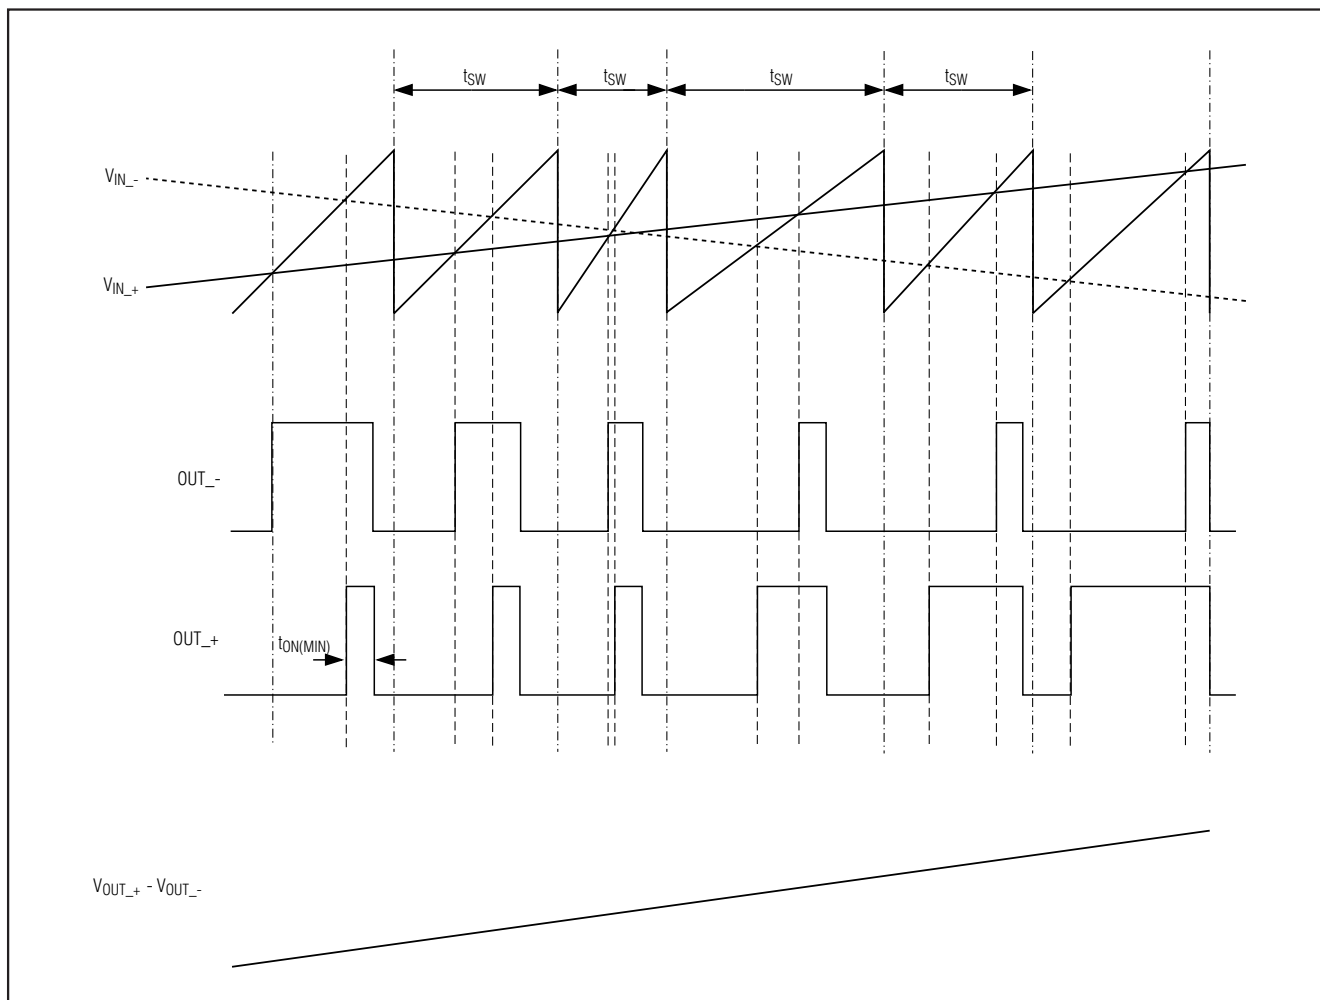 tSW tSW tSW tSW
VIN_-
VIN_+
OUT_-
OUT_+
tON(MIN)
VOUT_+ - VOUT_-